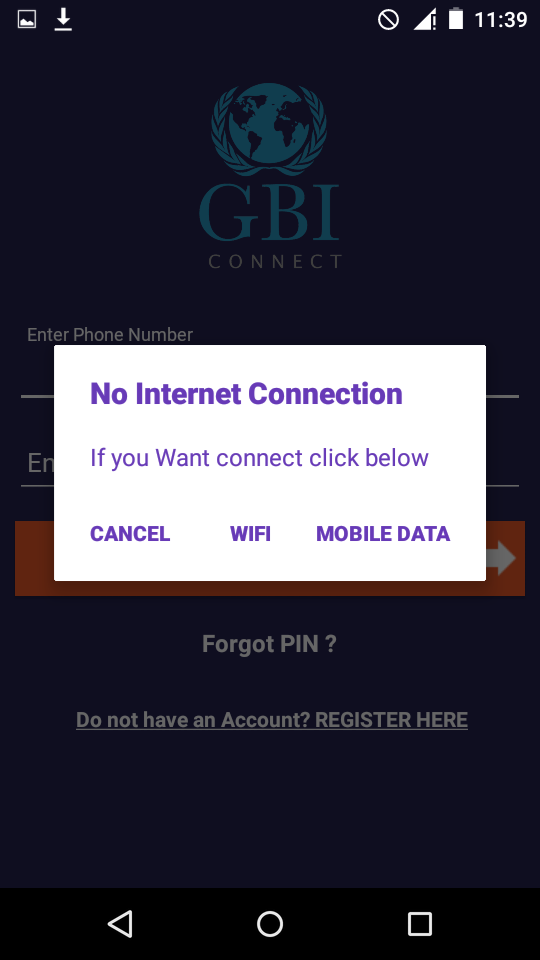 11:39
GBI
CONNECT
Enter Phone Number
No Internet Connection
If you Want connect click below
En
CANCEL WIFI MOBILE DATA
Forgot PIN ?
Do not have an Account? REGISTER HERE